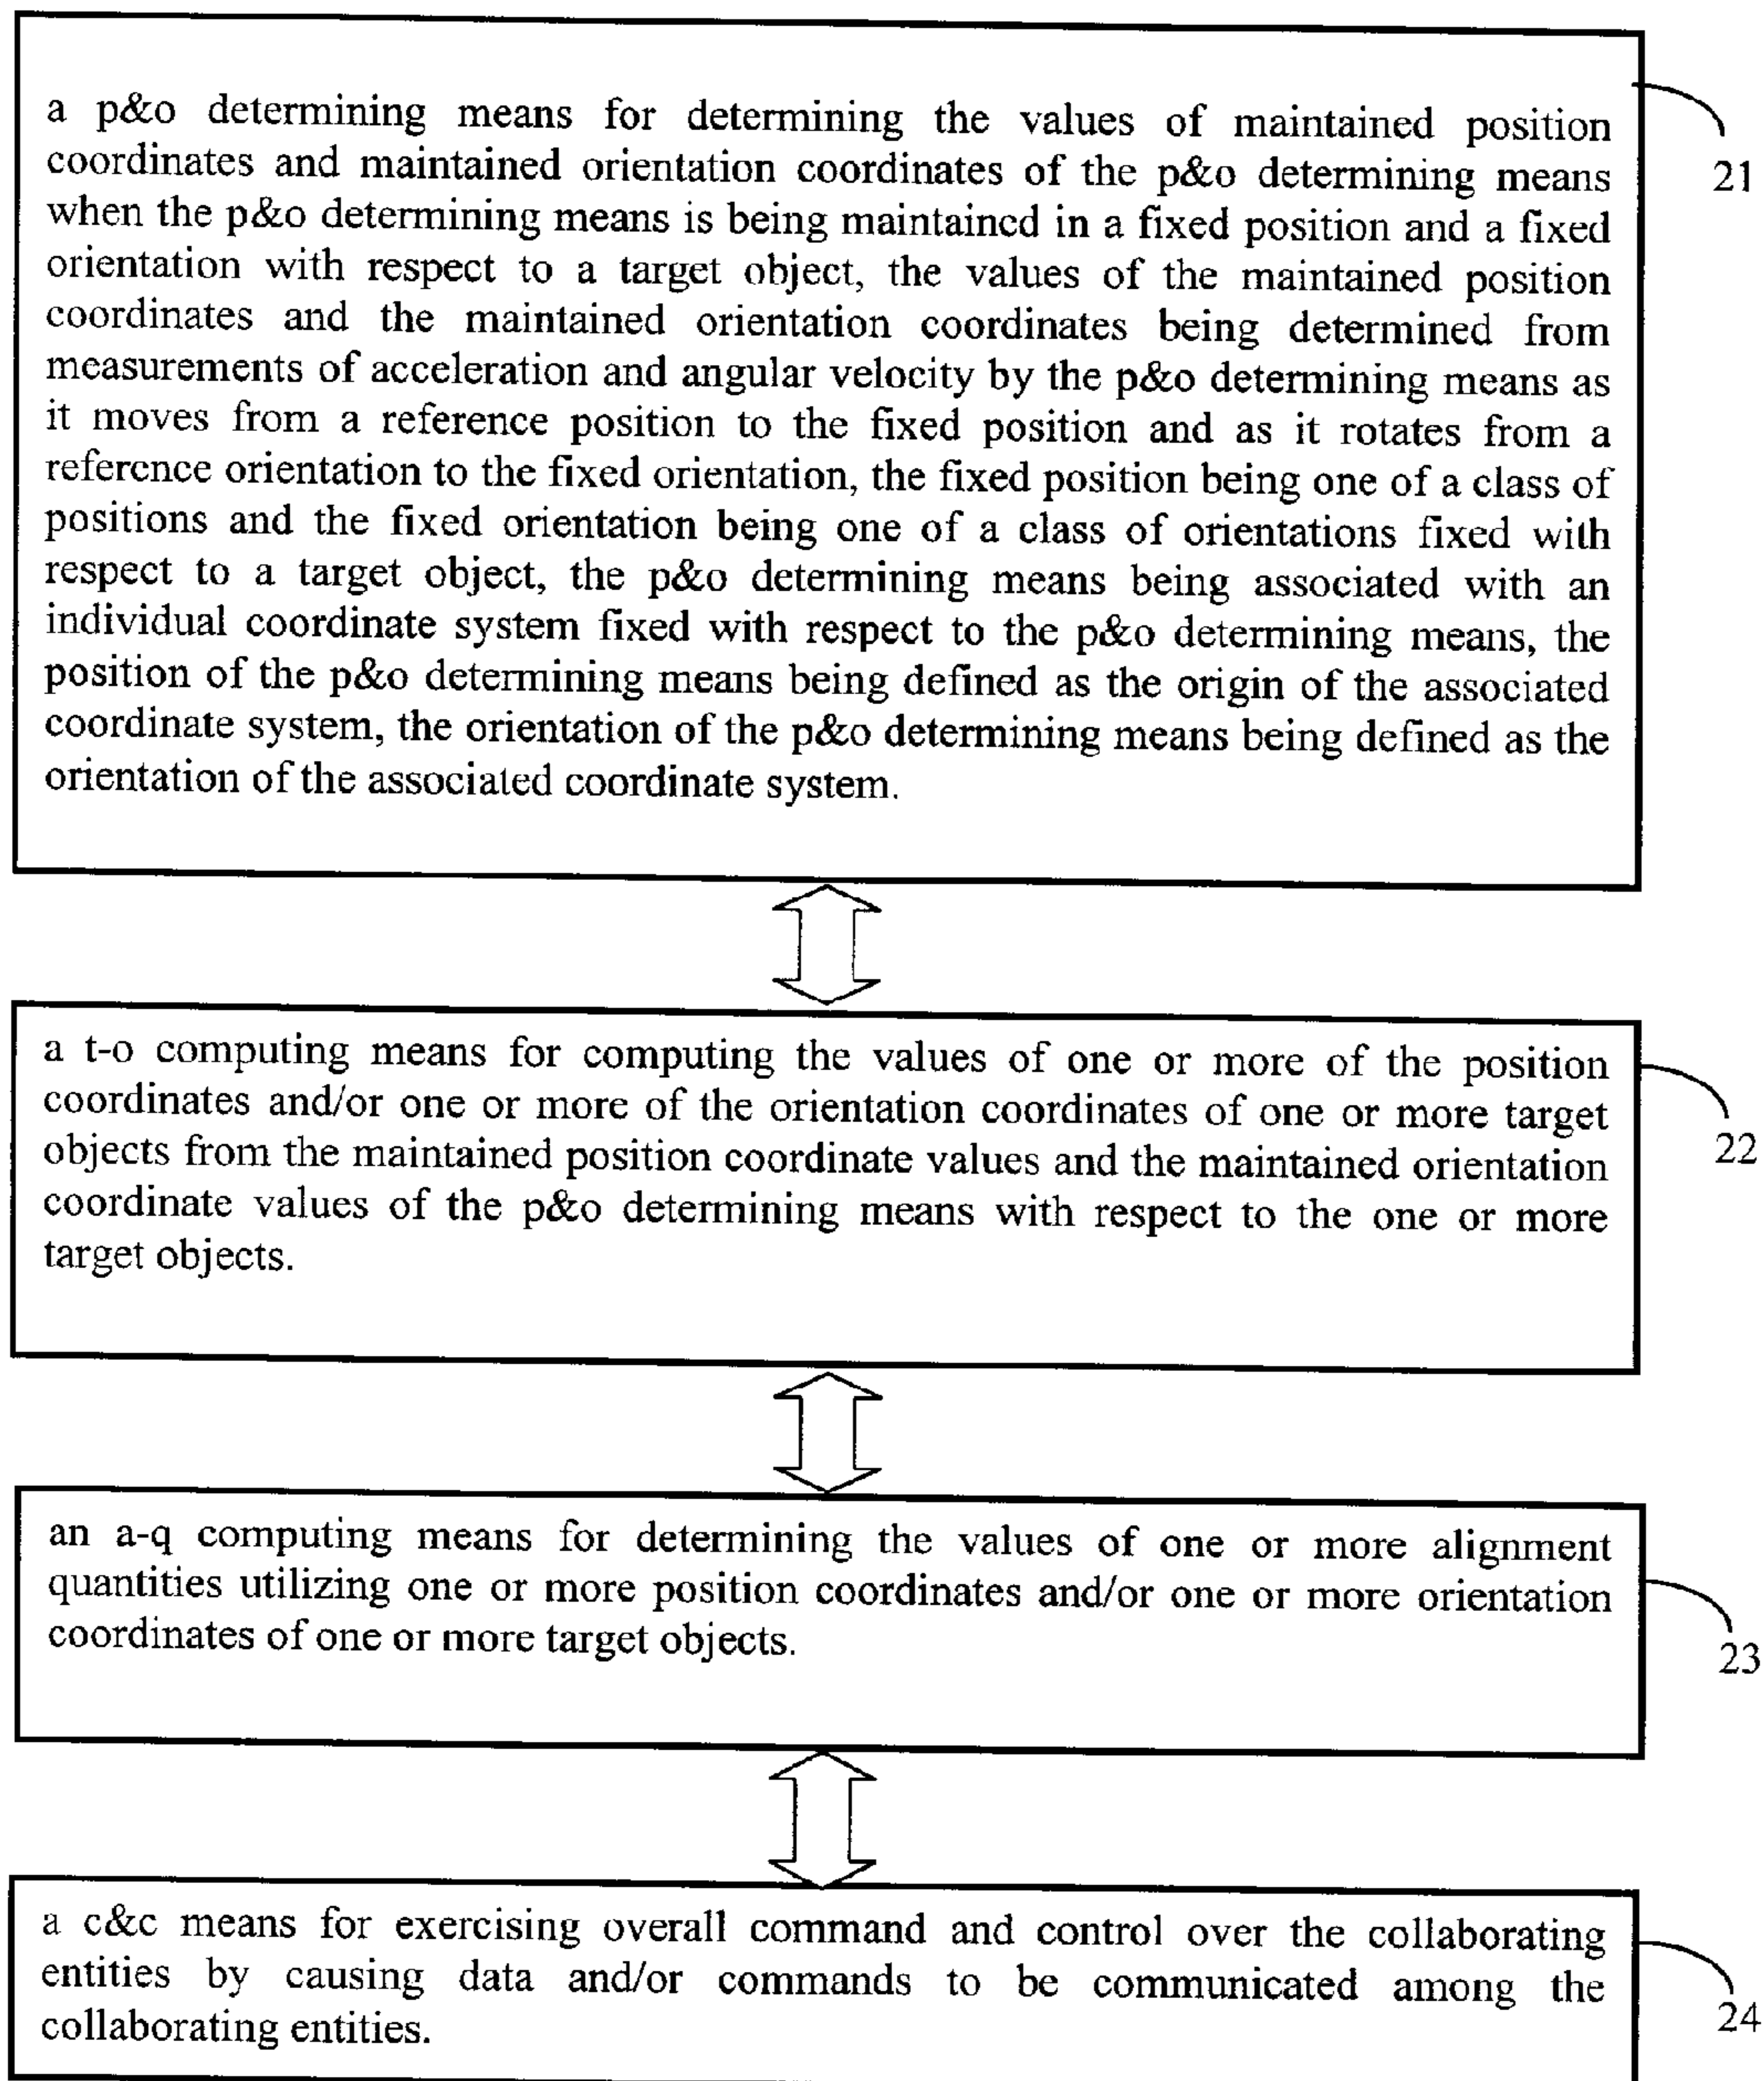 a p&o determining means for determining the values of maintained position
coordinates and maintained orientation coordinates of the p&o determining means
when the p&o determining means is being maintained in a fixed position and a fixed
orientation with respect to a target object, the values of the maintained position
coordinates and the maintained orientation coordinates being determined from
measurements of acceleration and angular velocity by the p&o determining means as
it moves from a reference position to the fixed position and as it rotates from a
reference orientation to the fixed orientation, the fixed position being one of a class of
positions and the fixed orientation being one of a class of orientations fixed with
respect to a target object, the p&o determining means being associated with an
individual coordinate system fixed with respect to the p&o determining means, the
position of the p&o determining means being defined as the origin of the associated
coordinate system, the orientation of the p&o determining means being defined as the
orientation of the associated coordinate system.
21
a t-o computing means for computing the values of one or more of the position
coordinates and/or one or more of the orientation coordinates of one or more target
objects from the maintained position coordinate values and the maintained orientation
coordinate values of the p&o determining means with respect to the one or more
target objects.
22
an a-q computing means for determining the values of one or more alignment
quantities utilizing one or more position coordinates and/or one or more orientation
coordinates of one or more target objects.
23
a c&c means for exercising overall command and control over the collaborating
entities by causing data and/or commands to be communicated among the
collaborating entities.
24